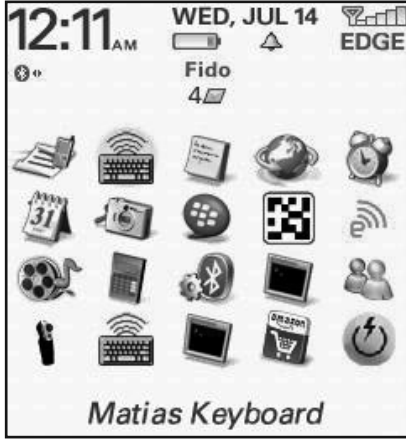 12:11AM
WED, JUL 14
EDGE
Fido
4
31
amazon
Matias Keyboard